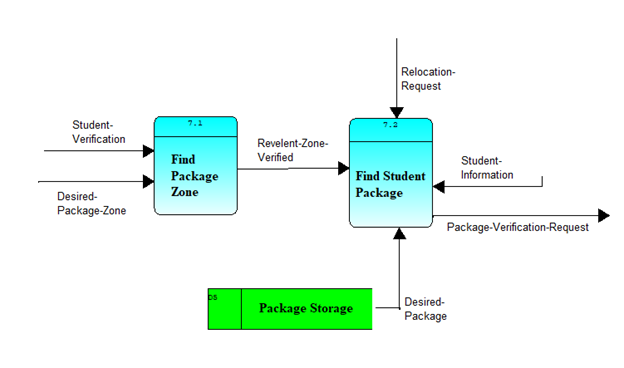 Relocation-
Request
7.1
7.2
Student-
Verification
Find
Package
Zone
Revelent-Zone-
Verified
Find Student
Package
Student-
Information
Desired-
Package-Zone
Package-Verification-Request
D5
Package Storage
Desired-
Package